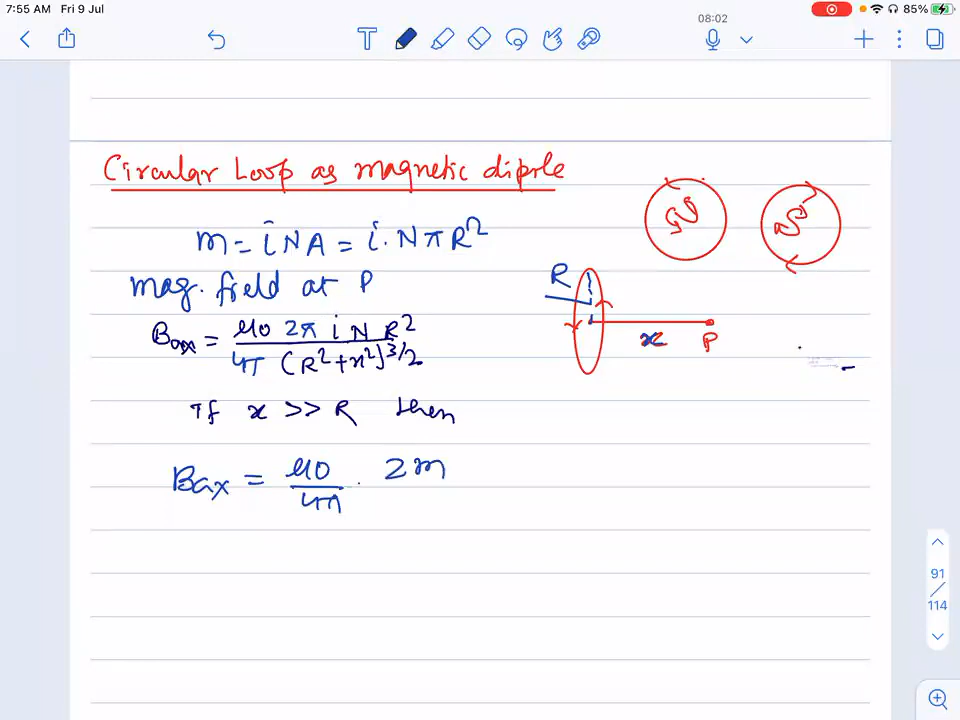 7:55 AM Fri 9 Jul
85%
08:02
Circular Loop as magnetic dipole
m = i N A = i . N π R²
mag. field at P
Bax = μ0 2π i N R² / 4π (R² + x²)^3/2
If x >> R then
Bax = μ0 / 4π . 2m
N
S
R
x
P
91
/
114